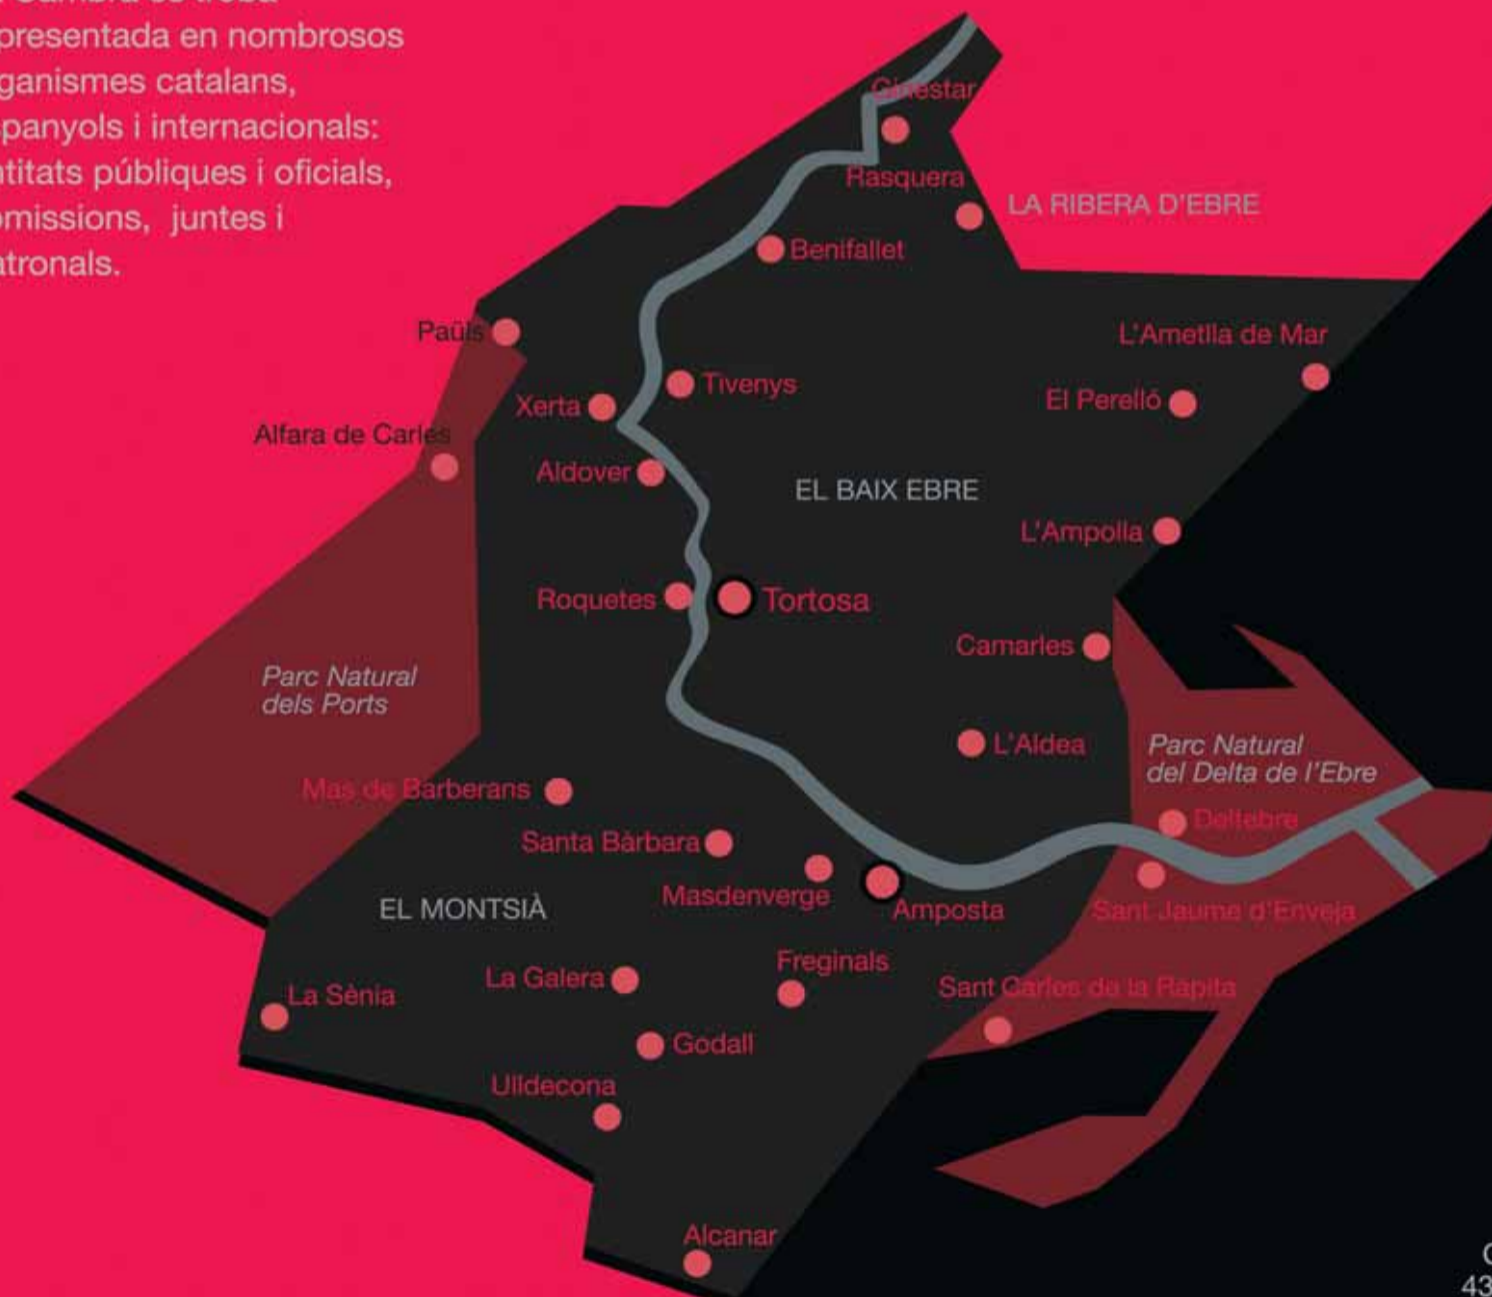 presentada en nombrosos
ganismes catalans,
panyols i internacionals:
titats públiques i oficials,
missions, juntes i
tronals.
Ginestar
Rasquera
LA RIBERA D'EBRE
Benifallet
Paüls
L'Ametlla de Mar
Tivenys
El Perelló
Xerta
Alfara de Carles
Aldover
EL BAIX EBRE
L'Ampolla
Roquetes
Tortosa
Camarles
Parc Natural
dels Ports
L'Aldea
Parc Natural
del Delta de l'Ebre
Mas de Barberans
Deltebre
Santa Bàrbara
Masdenverge
Amposta
Sant Jaume d'Enveja
EL MONTSIÀ
Freginals
La Galera
Sant Carles de la Ràpita
La Sènia
Godall
Ulldecona
Alcanar
43